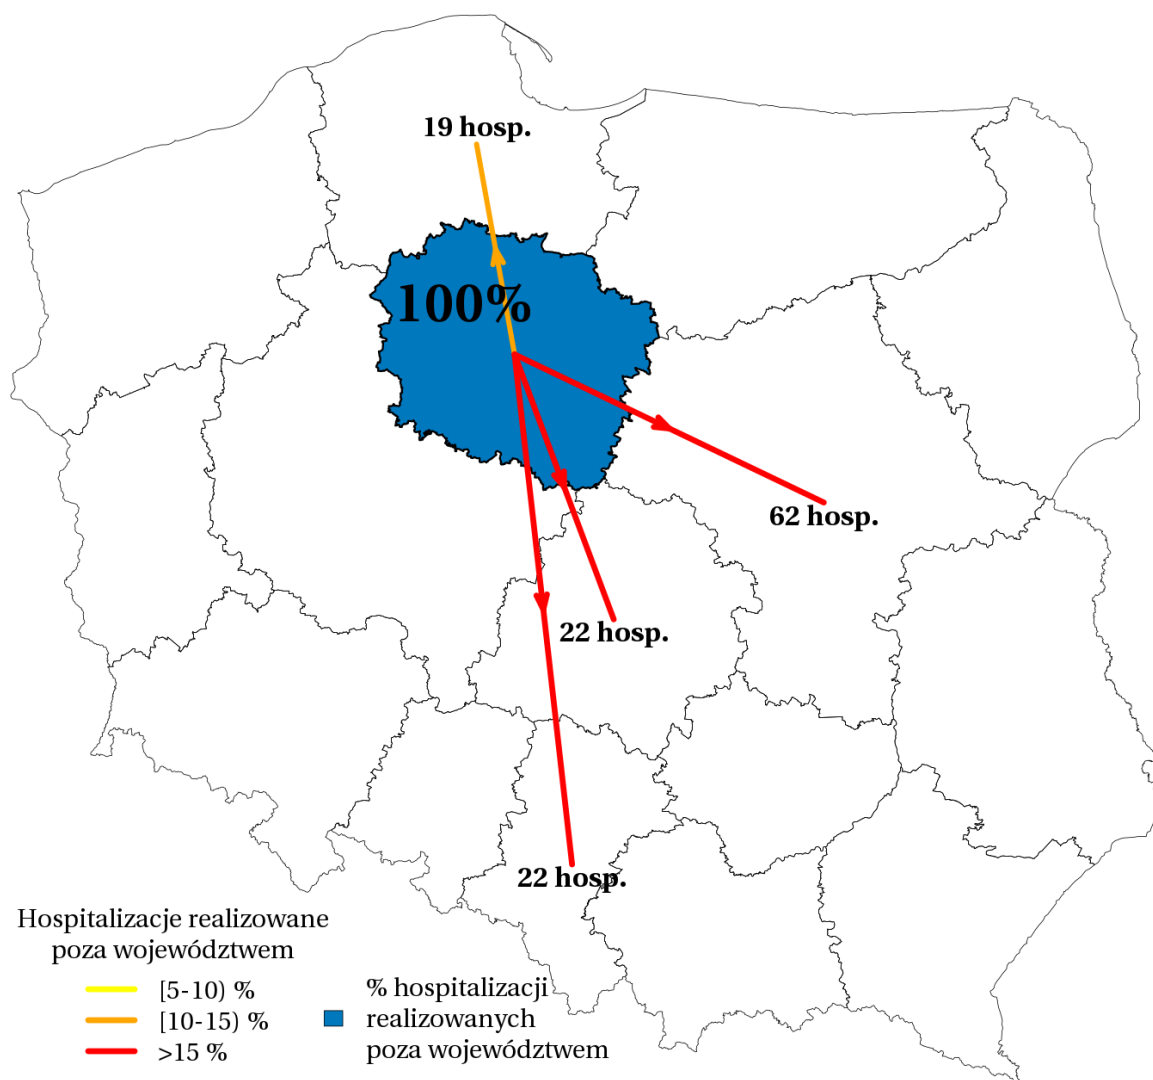 19 hosp.
100%
62 hosp.
22 hosp.
22 hosp.
Hospitalizacje realizowane
poza województwem
[5-10) %
[10-15) %
>15 %
% hospitalizacji
realizowanych
poza województwem